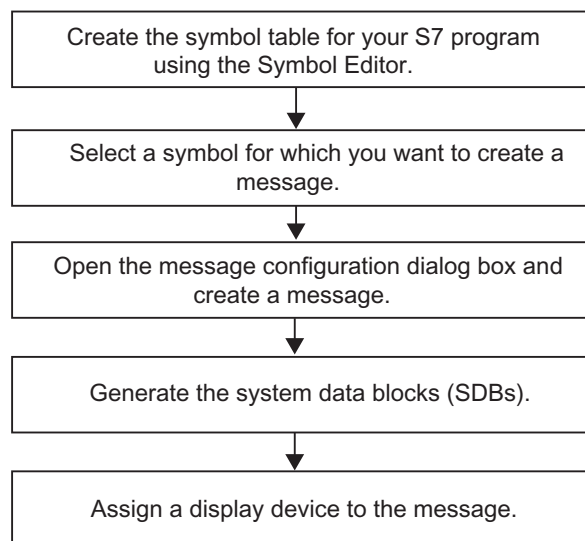 Create the symbol table for your S7 program
using the Symbol Editor.
Select a symbol for which you want to create a
message.
Open the message configuration dialog box and
create a message.
Generate the system data blocks (SDBs).
Assign a display device to the message.